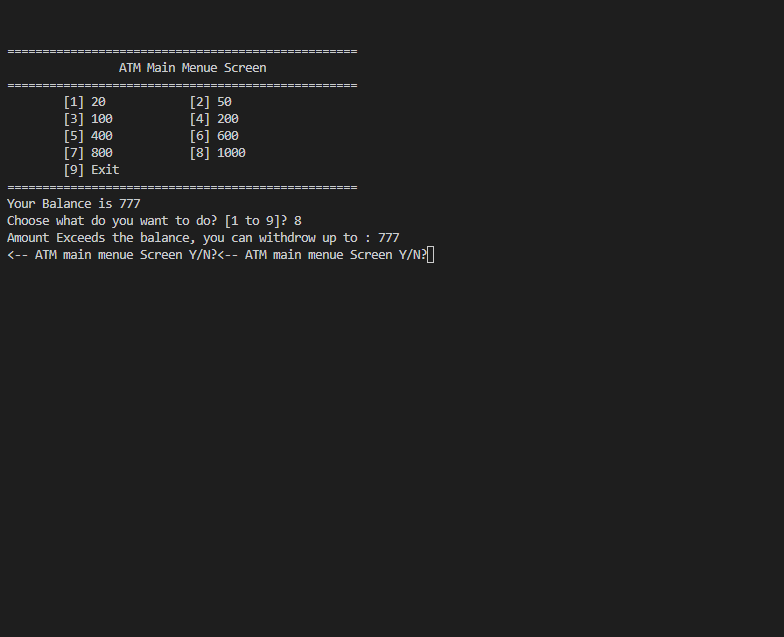 ==================================================
ATM Main Menue Screen
==================================================
[1] 20 [2] 50
[3] 100 [4] 200
[5] 400 [6] 600
[7] 800 [8] 1000
[9] Exit
==================================================
Your Balance is 777
Choose what do you want to do? [1 to 9]? 8
Amount Exceeds the balance, you can withdrow up to : 777
<-- ATM main menue Screen Y/N?<-- ATM main menue Screen Y/N?